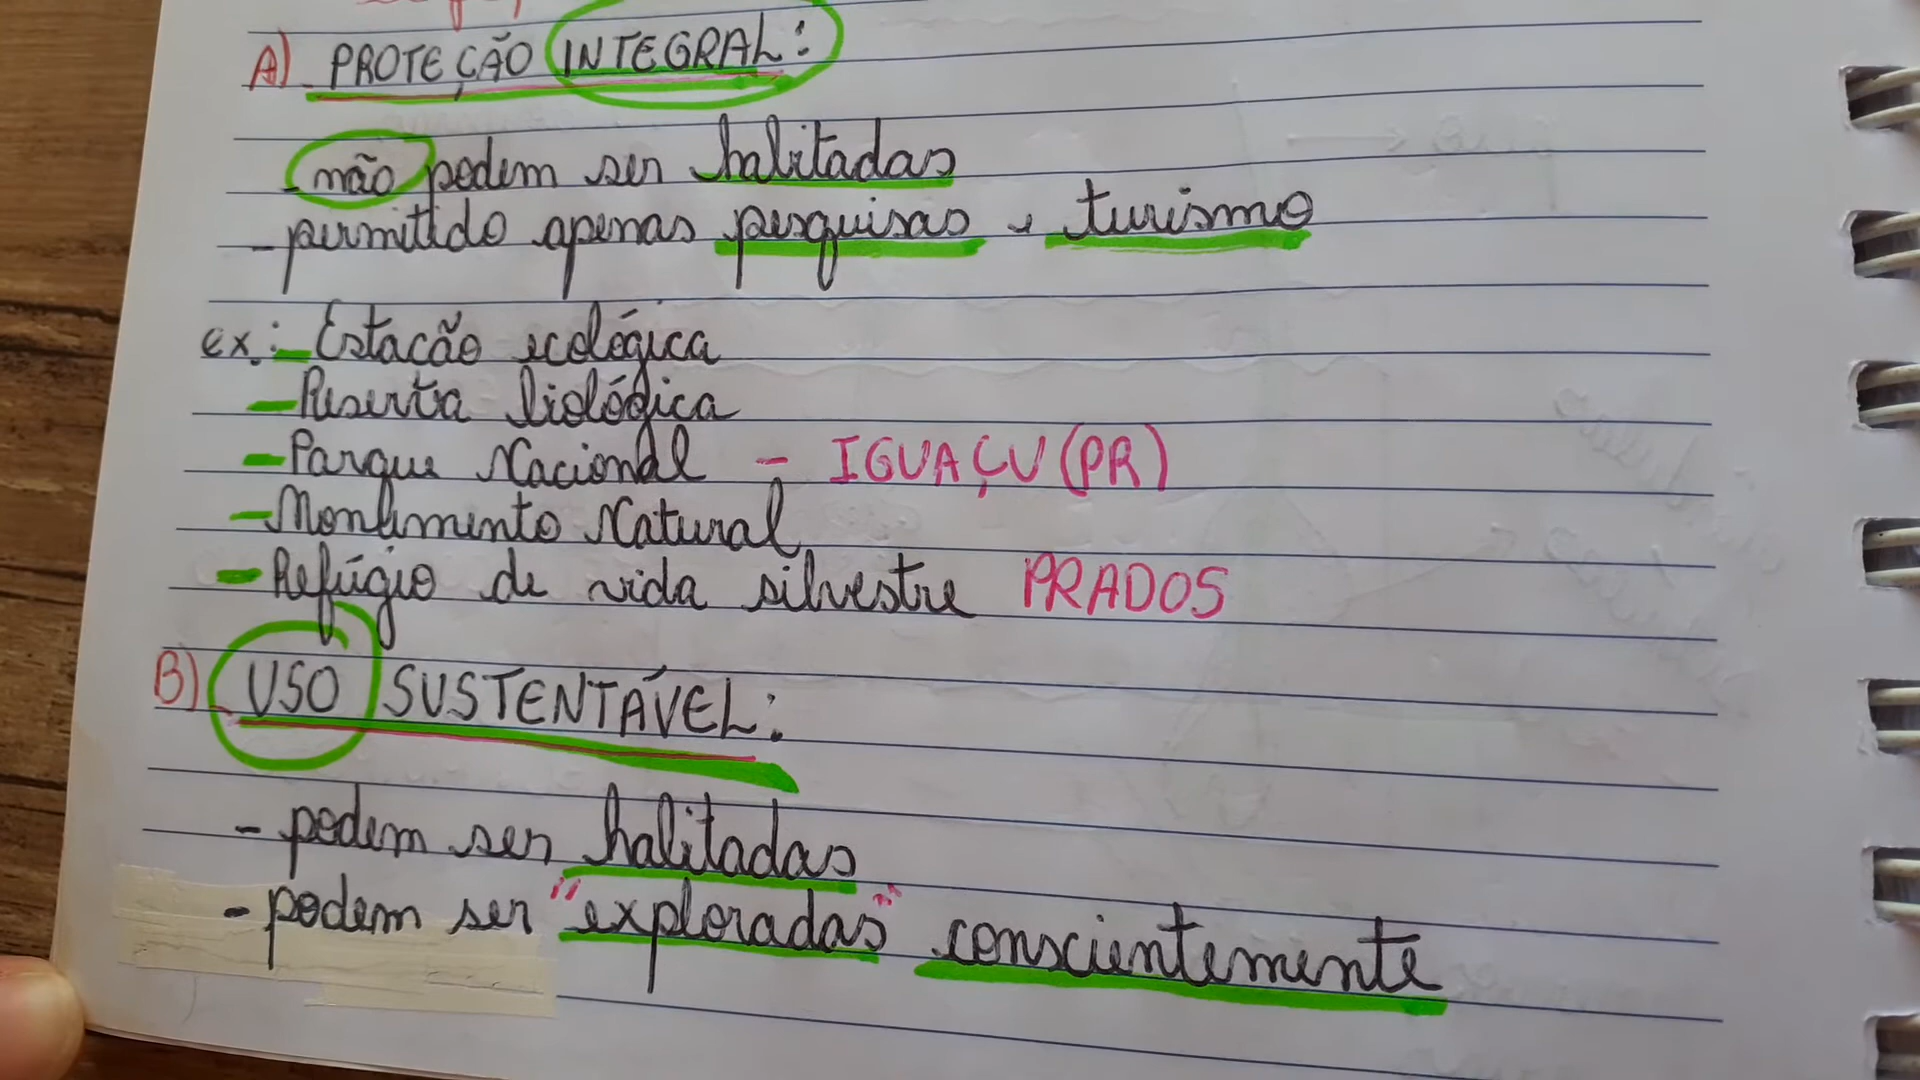 A) PROTEÇÃO INTEGRAL:
- não podem ser habitadas
- permitido apenas pesquisas e turismo
ex.: - Estação ecológica
- Reserva biológica
- Parque Nacional - IGUAÇU (PR)
- Monumento Natural
- Refúgio de vida silvestre PRADOS
B) USO SUSTENTÁVEL:
- podem ser habitadas
- podem ser "exploradas" conscientemente